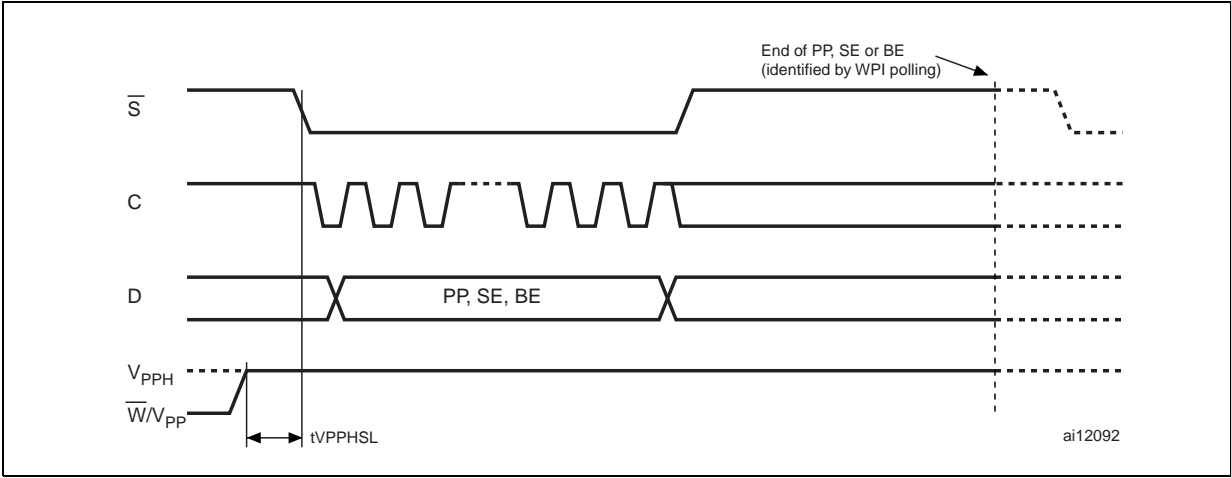 End of PP, SE or BE
(identified by WPI polling)
S̅
C
D
PP, SE, BE
VPPH
W̅/VPP
tVPPHSL
ai12092